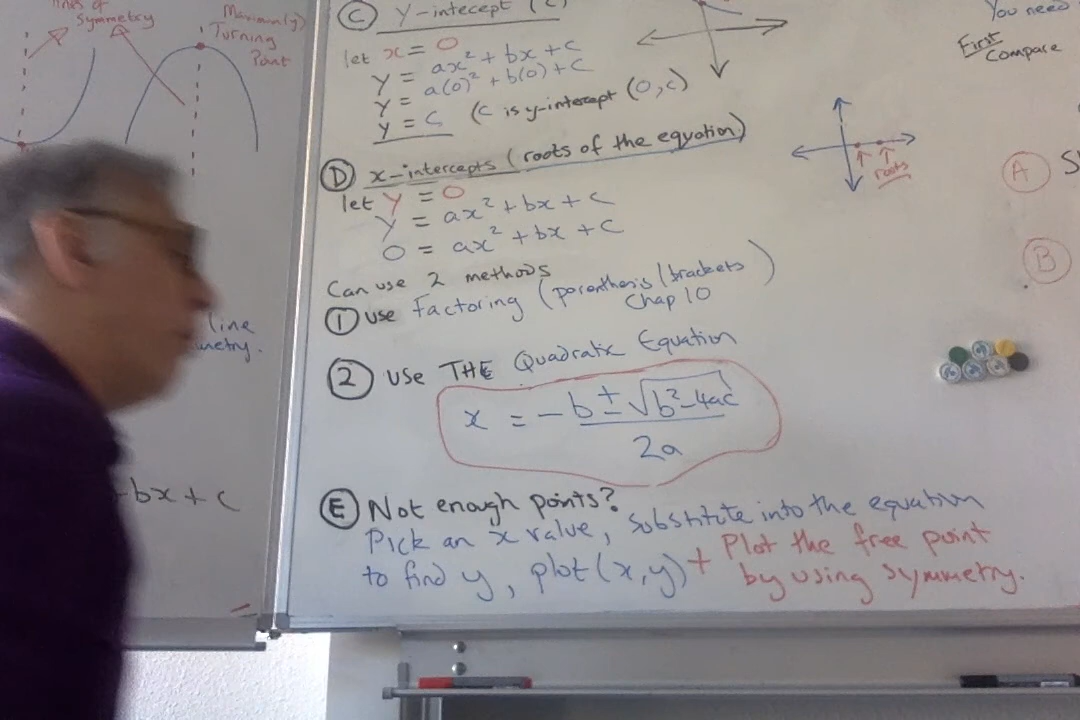 lines of
Symmetry
Maximum)
Turning
Point
line
metry.
bx + c
C Y-intecept (C)
let x = 0
y = ax² + bx + c
y = a(0)² + b(0) + c
y = c (C is y-intercept (0,c)
D x-intercepts (roots of the equation)
let y = 0
y = ax² + bx + c
0 = ax² + bx + c
Can use 2 methods
1 use Factoring (parenthesis/brackets)
Chap 10
2 use THE Quadratic Equation
x = -b ± √b²-4ac
2a
E Not enough points?
Pick an x value, substitute into the equation
to find y, plot (x,y) + Plot the free point
by using symmetry.
You need
First
Compare
roots
A S
B